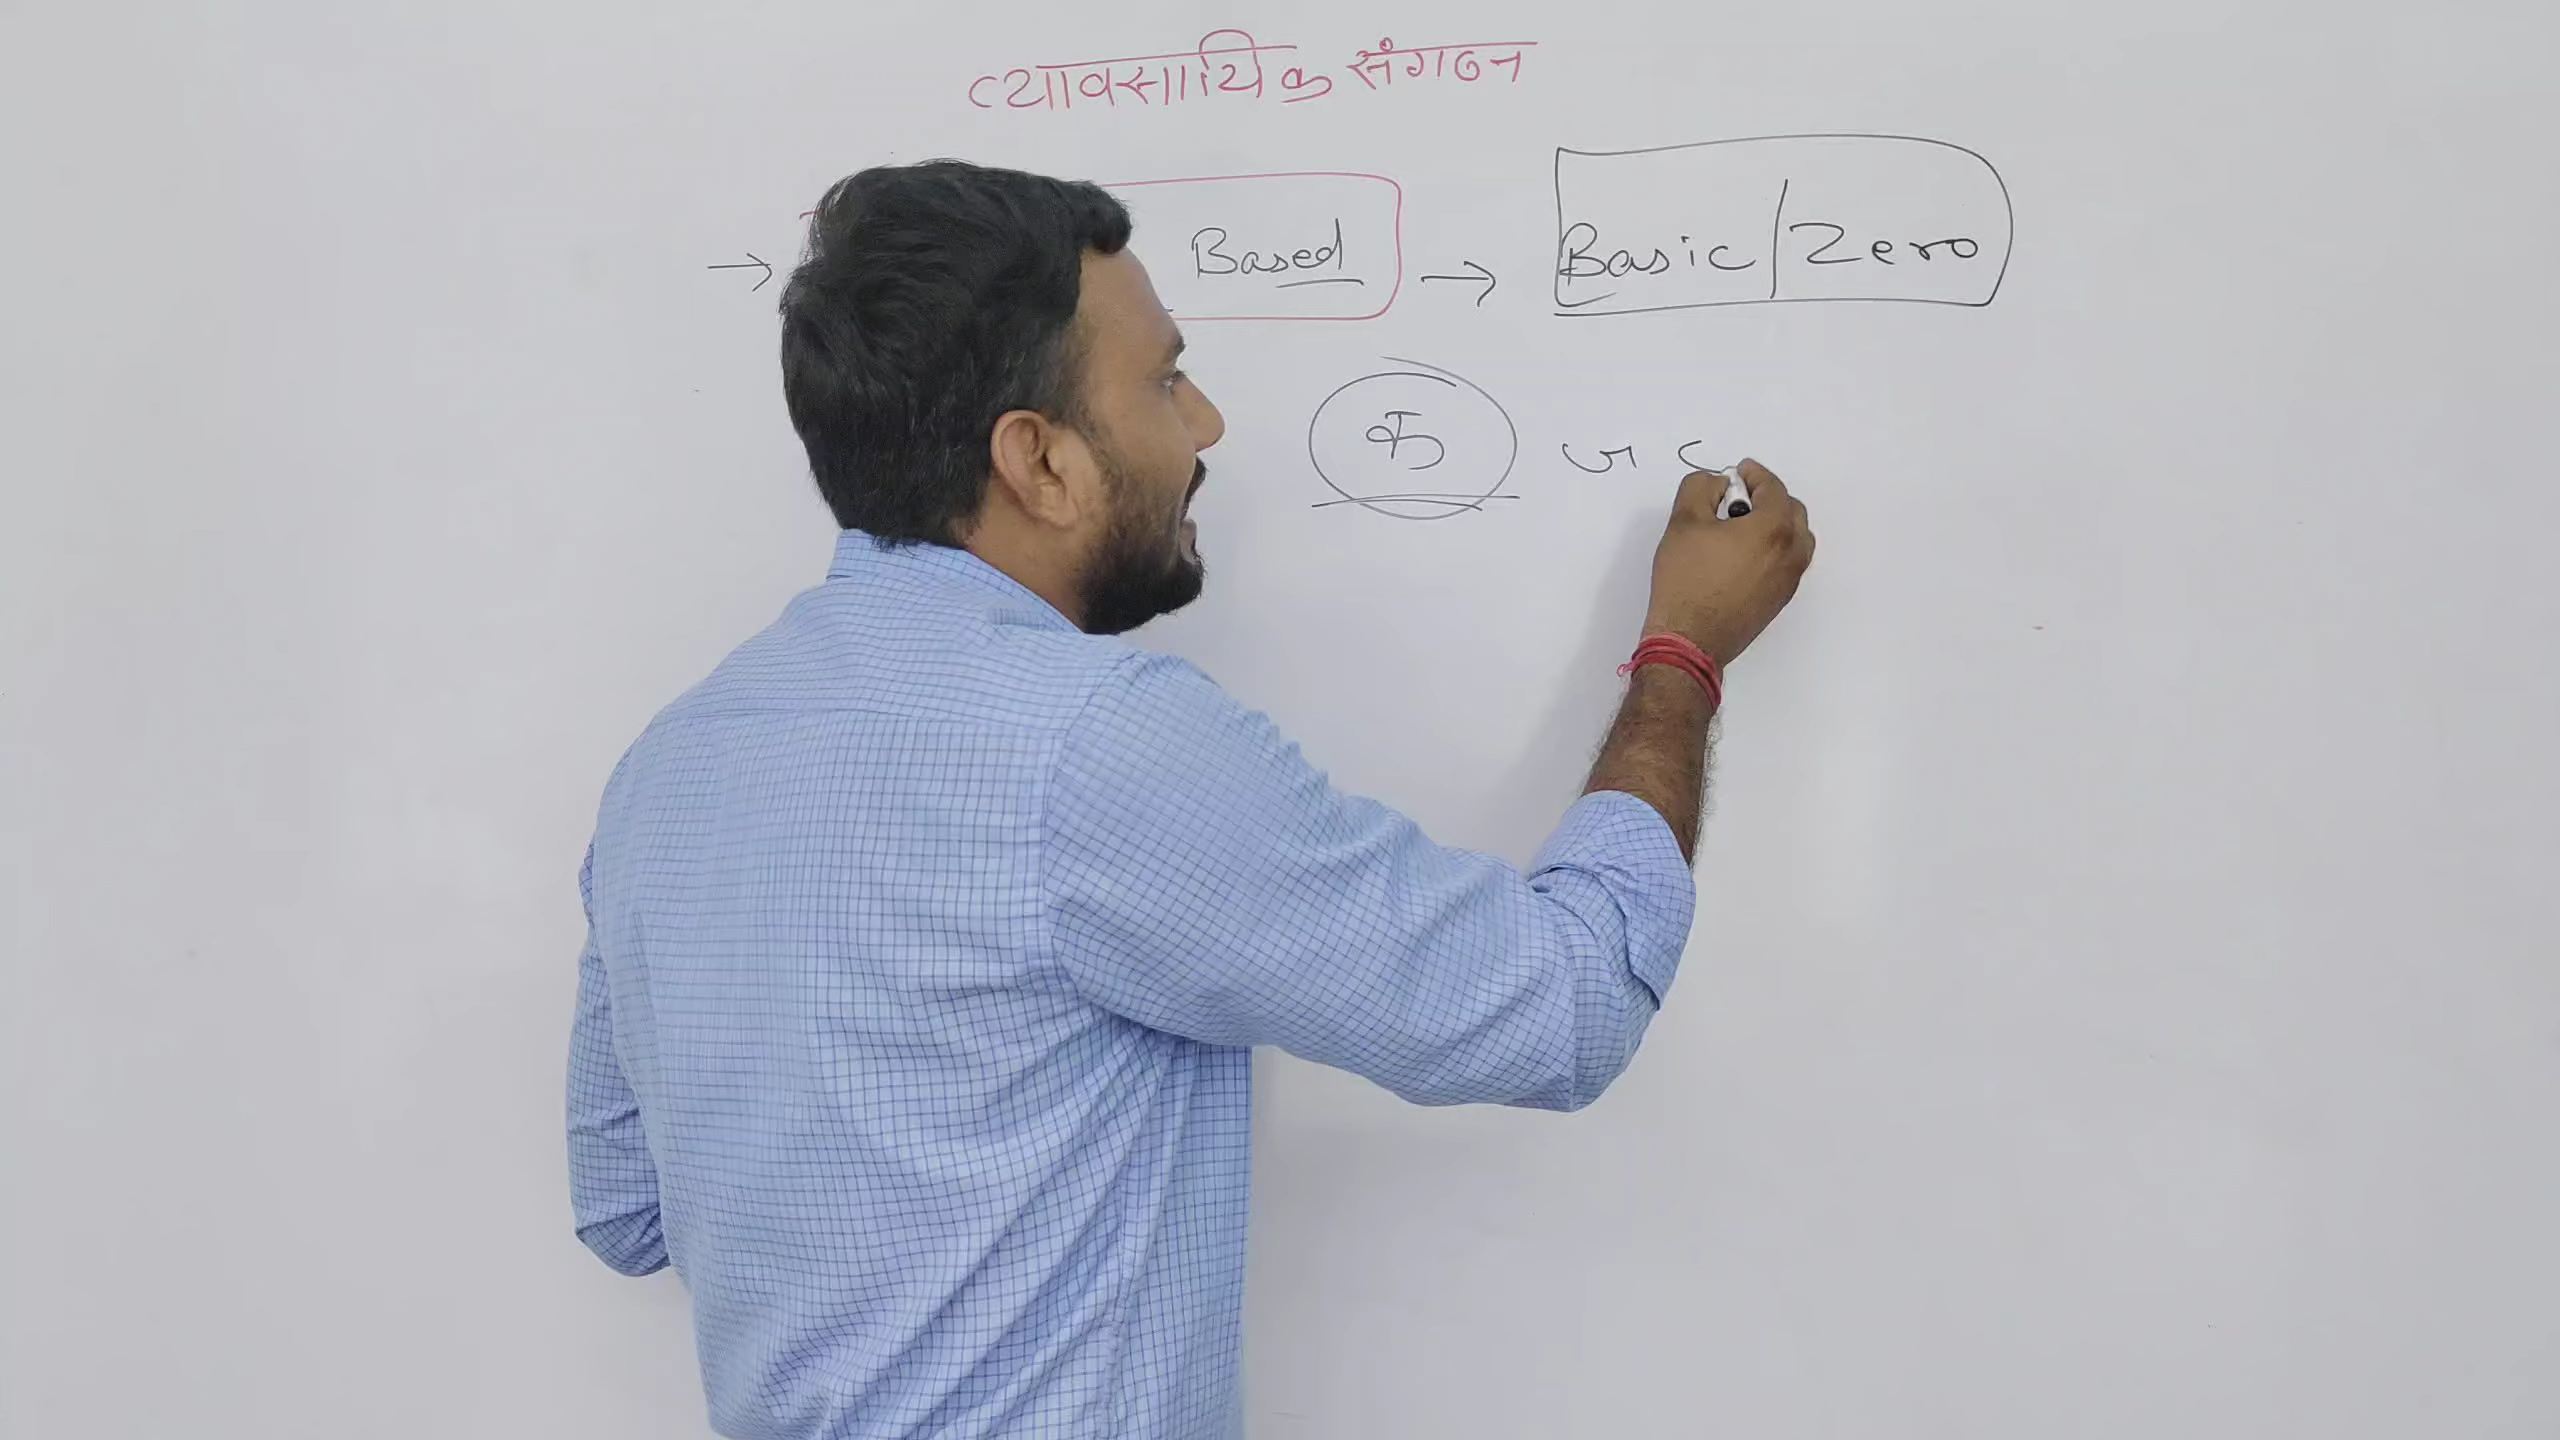 व्यावसायिक संगठन
→ Based → Basic/Zero
क ज